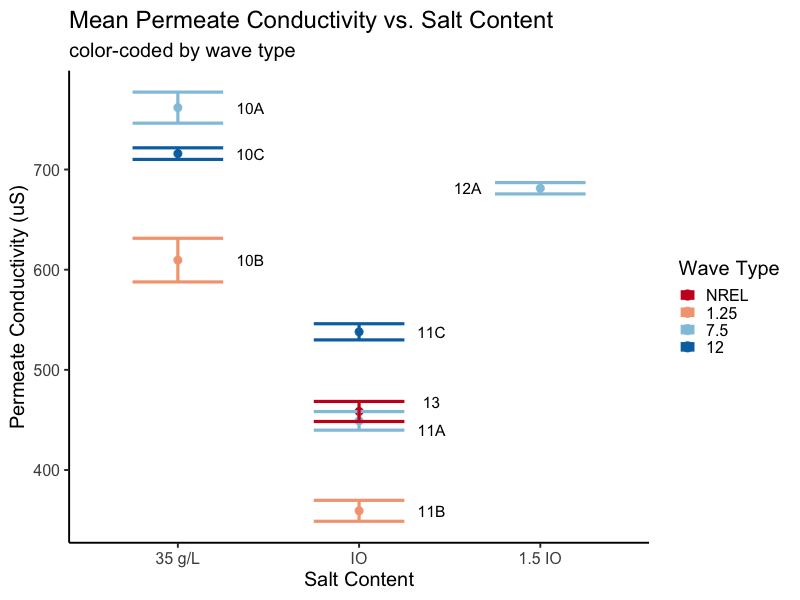 Mean Permeate Conductivity vs. Salt Content
color-coded by wave type
Permeate Conductivity (uS)
700
600
500
400
10A
10C
10B
12A
11C
13
11A
11B
35 g/L
IO
1.5 IO
Salt Content
Wave Type
NREL
1.25
7.5
12